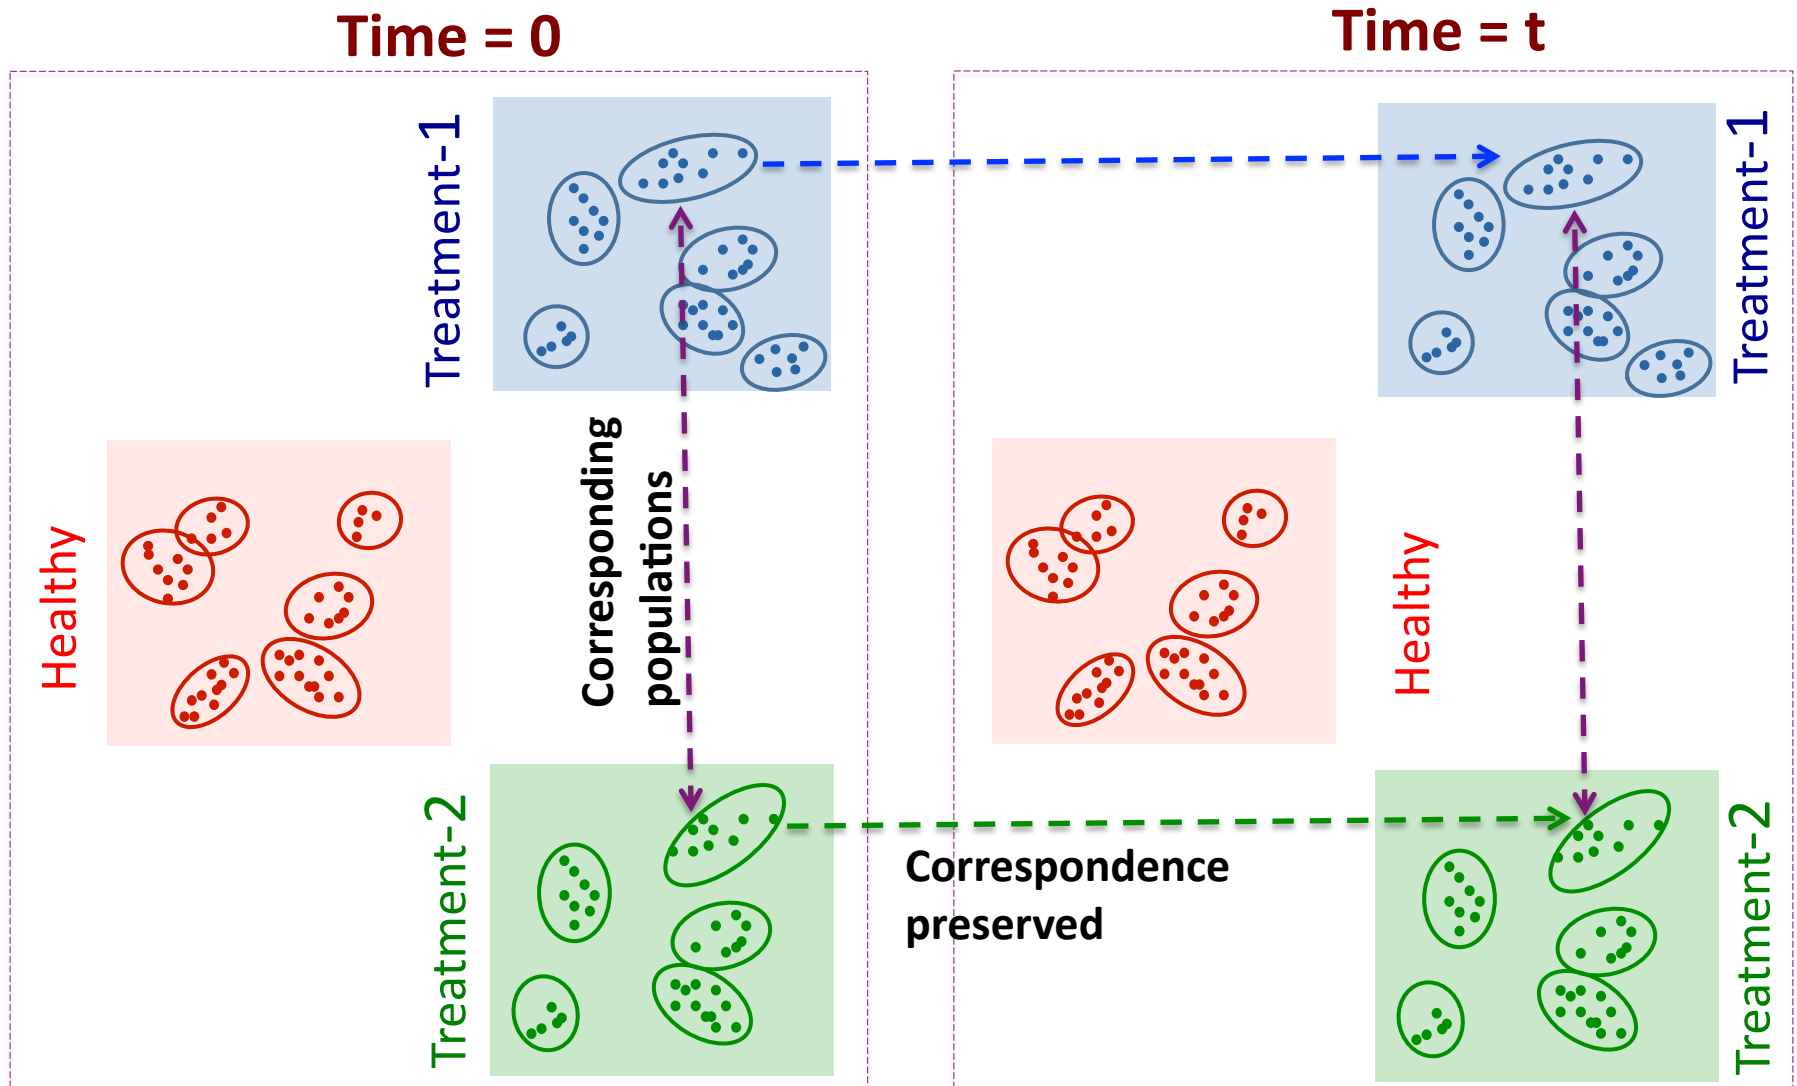 Time = 0
Time = t
Treatment-1
Treatment-1
Healthy
Corresponding
populations
Healthy
Treatment-2
Correspondence
preserved
Treatment-2